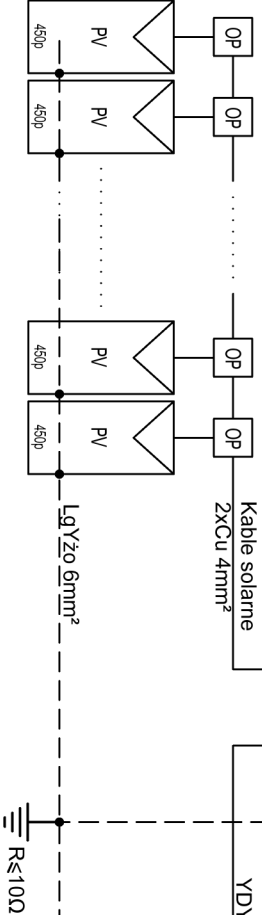 OP
PV
450p
OP
PV
450p
OP
PV
450p
OP
PV
450p
Kable solarne
2xCu 4mm²
LgYżo 6mm²
R⩽10Ω
YDY